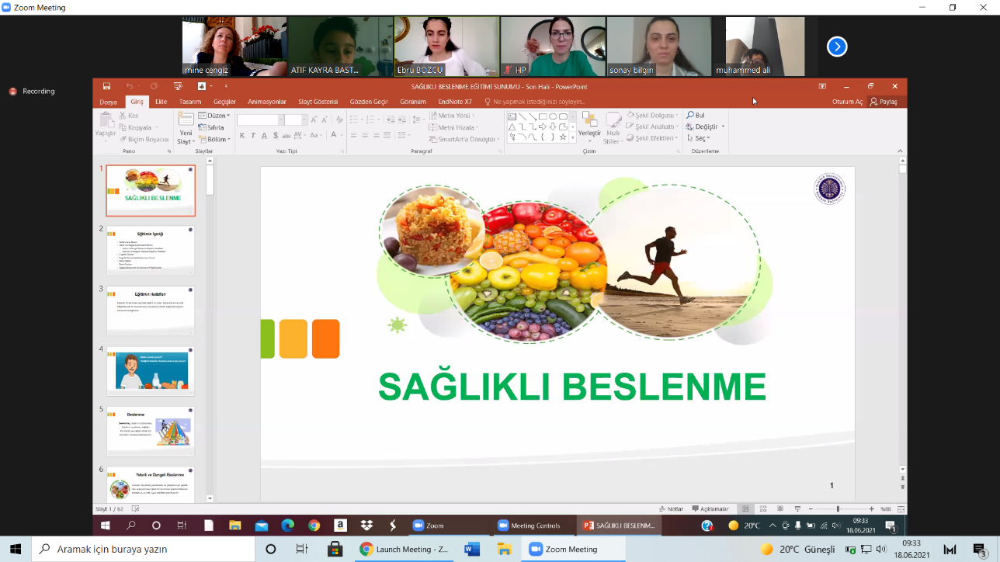 Zoom Meeting
mine cengiz
ATIF KAYRA BAST...
Ebru BOZCU
HP
sonay bilgin
muhammed ali
Recording
SAĞLIKLI BESLENME EĞİTİMİ SUNUMU - Son Hali - PowerPoint
Dosya Giriş Ekle Tasarım Geçişler Animasyonlar Slayt Gösterisi Gözden Geçir Görünüm EndNote X7 Ne yapmak istediğinizi söyleyin... Oturum Aç Paylaş
Yapıştır
Kes
Kopyala
Biçim Boyacısı
Yeni Slayt
Düzen
Sıfırla
Bölüm
K T A S abc AV Aa A
Metin Yönü
Metni Hizala
SmartArt'a Dönüştür
Yerleştir
Hızlı Stiller
Şekil Dolgusu
Şekil Anahatı
Şekil Efektleri
Bul
Değiştir
Seç
Pano Slaytlar Yazı Tipi Paragraf Çizim Düzenleme
1
SAĞLIKLI BESLENME
2
Eğitimin İçeriği
3
Eğitimin Hedefleri
4
5
Beslenme
6
Yeterli ve Dengeli Beslenme
SAĞLIKLI BESLENME
1
Slayt 1 / 62 Notlar Açıklamalar %88
Zoom Meeting Controls SAĞLIKLI BESLENM... 20°C 09:33
18.06.2021
Aramak için buraya yazın Launch Meeting - Z... Zoom Meeting 20°C Güneşli 09:33
18.06.2021